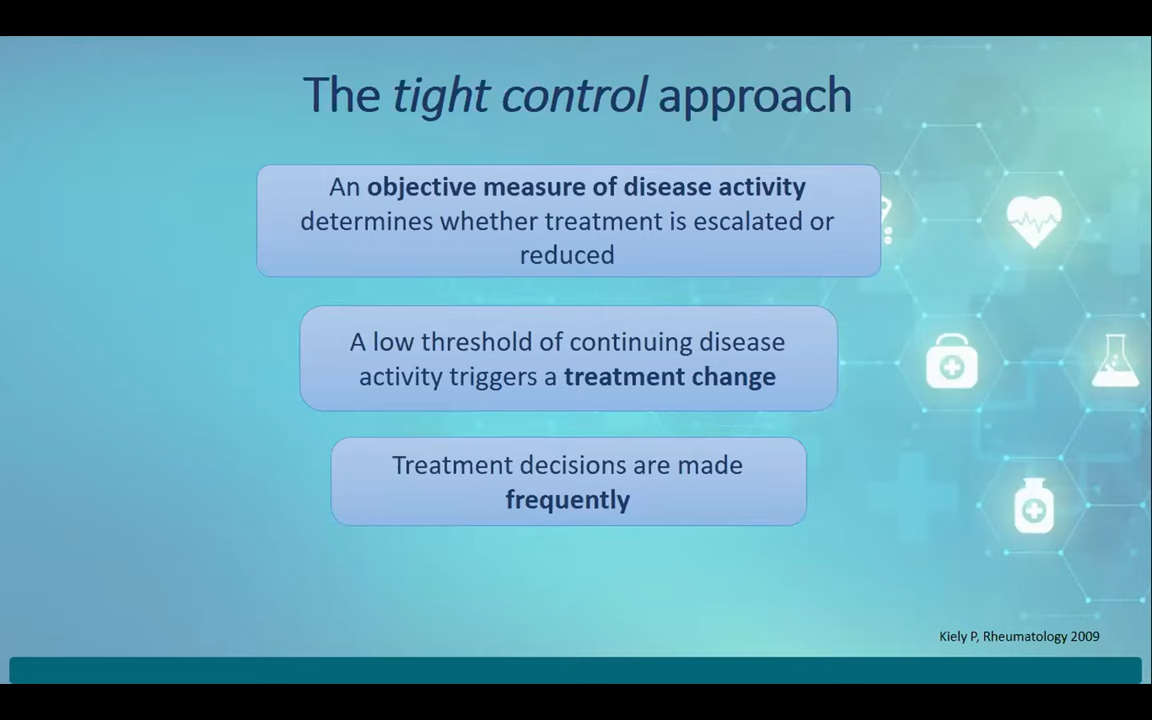 The tight control approach
An objective measure of disease activity
determines whether treatment is escalated or
reduced
A low threshold of continuing disease
activity triggers a treatment change
Treatment decisions are made
frequently
Kiely P, Rheumatology 2009